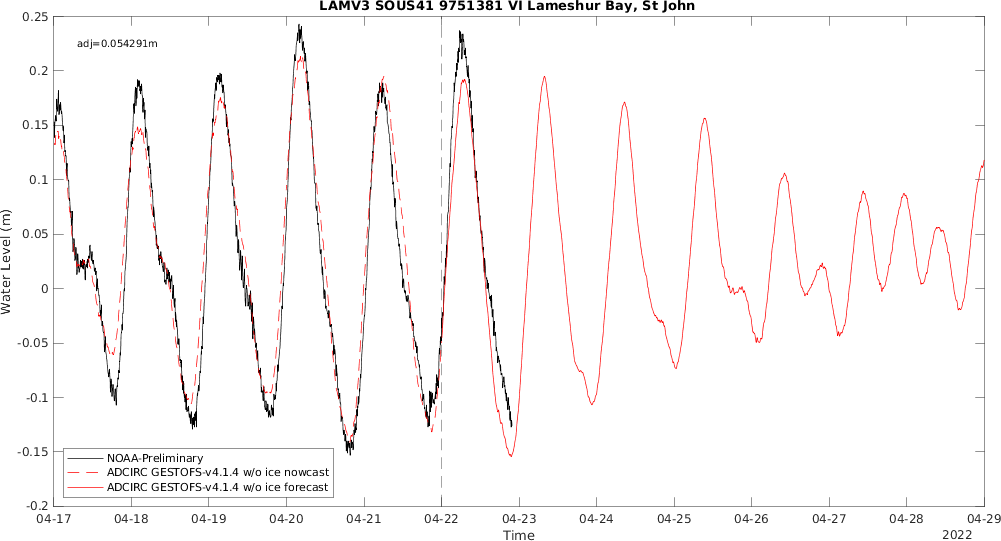 LAMV3 SOUS41 9751381 VI Lameshur Bay, St John
adj=0.054291m
Water Level (m)
0.25
0.2
0.15
0.1
0.05
0
-0.05
-0.1
-0.15
-0.2
NOAA-Preliminary
ADCIRC GESTOFS-v4.1.4 w/o ice nowcast
ADCIRC GESTOFS-v4.1.4 w/o ice forecast
04-17 04-18 04-19 04-20 04-21 04-22 04-23 04-24 04-25 04-26 04-27 04-28 04-29
Time
2022